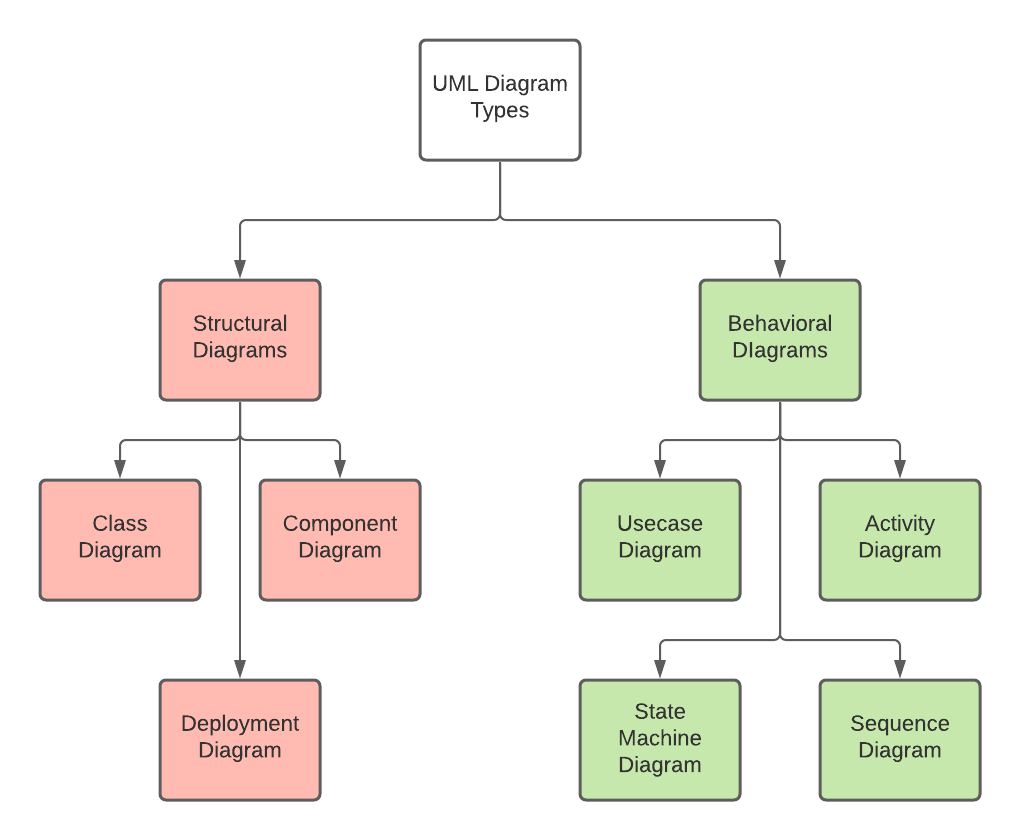 UML Diagram
Types
Structural
Diagrams
Behavioral
DIagrams
Class
Diagram
Component
Diagram
Usecase
Diagram
Activity
Diagram
Deployment
Diagram
State
Machine
Diagram
Sequence
Diagram